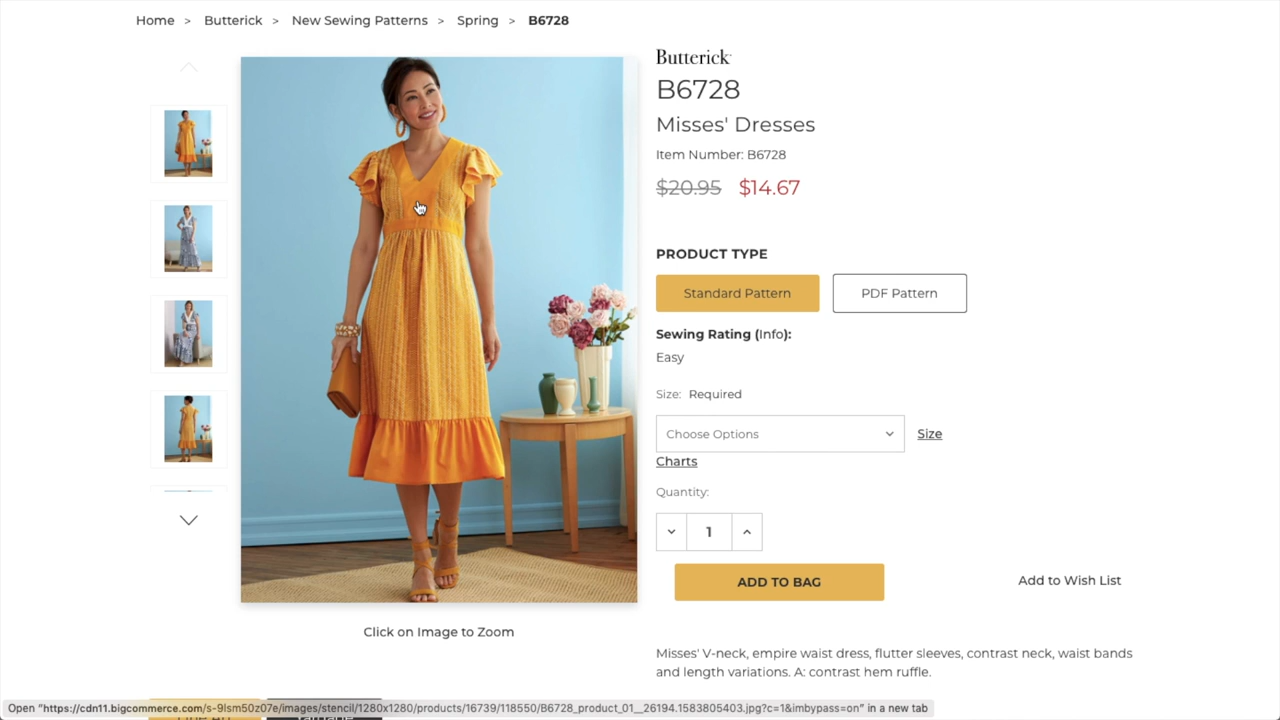 Home > Butterick > New Sewing Patterns > Spring > B6728
Butterick
B6728
Misses' Dresses
Item Number: B6728
$20.95 $14.67
PRODUCT TYPE
Standard Pattern PDF Pattern
Sewing Rating (Info):
Easy
Size: Required
Choose Options Size
Charts
Quantity:
1
ADD TO BAG Add to Wish List
Click on Image to Zoom
Misses' V-neck, empire waist dress, flutter sleeves, contrast neck, waist bands
and length variations. A: contrast hem ruffle.
Open "https://cdn11.bigcommerce.com/s-9lsm50z07e/images/stencil/1280x1280/products/16739/118550/B6728_product_01__26194.1583805403.jpg?c=1&imbypass=on" in a new tab